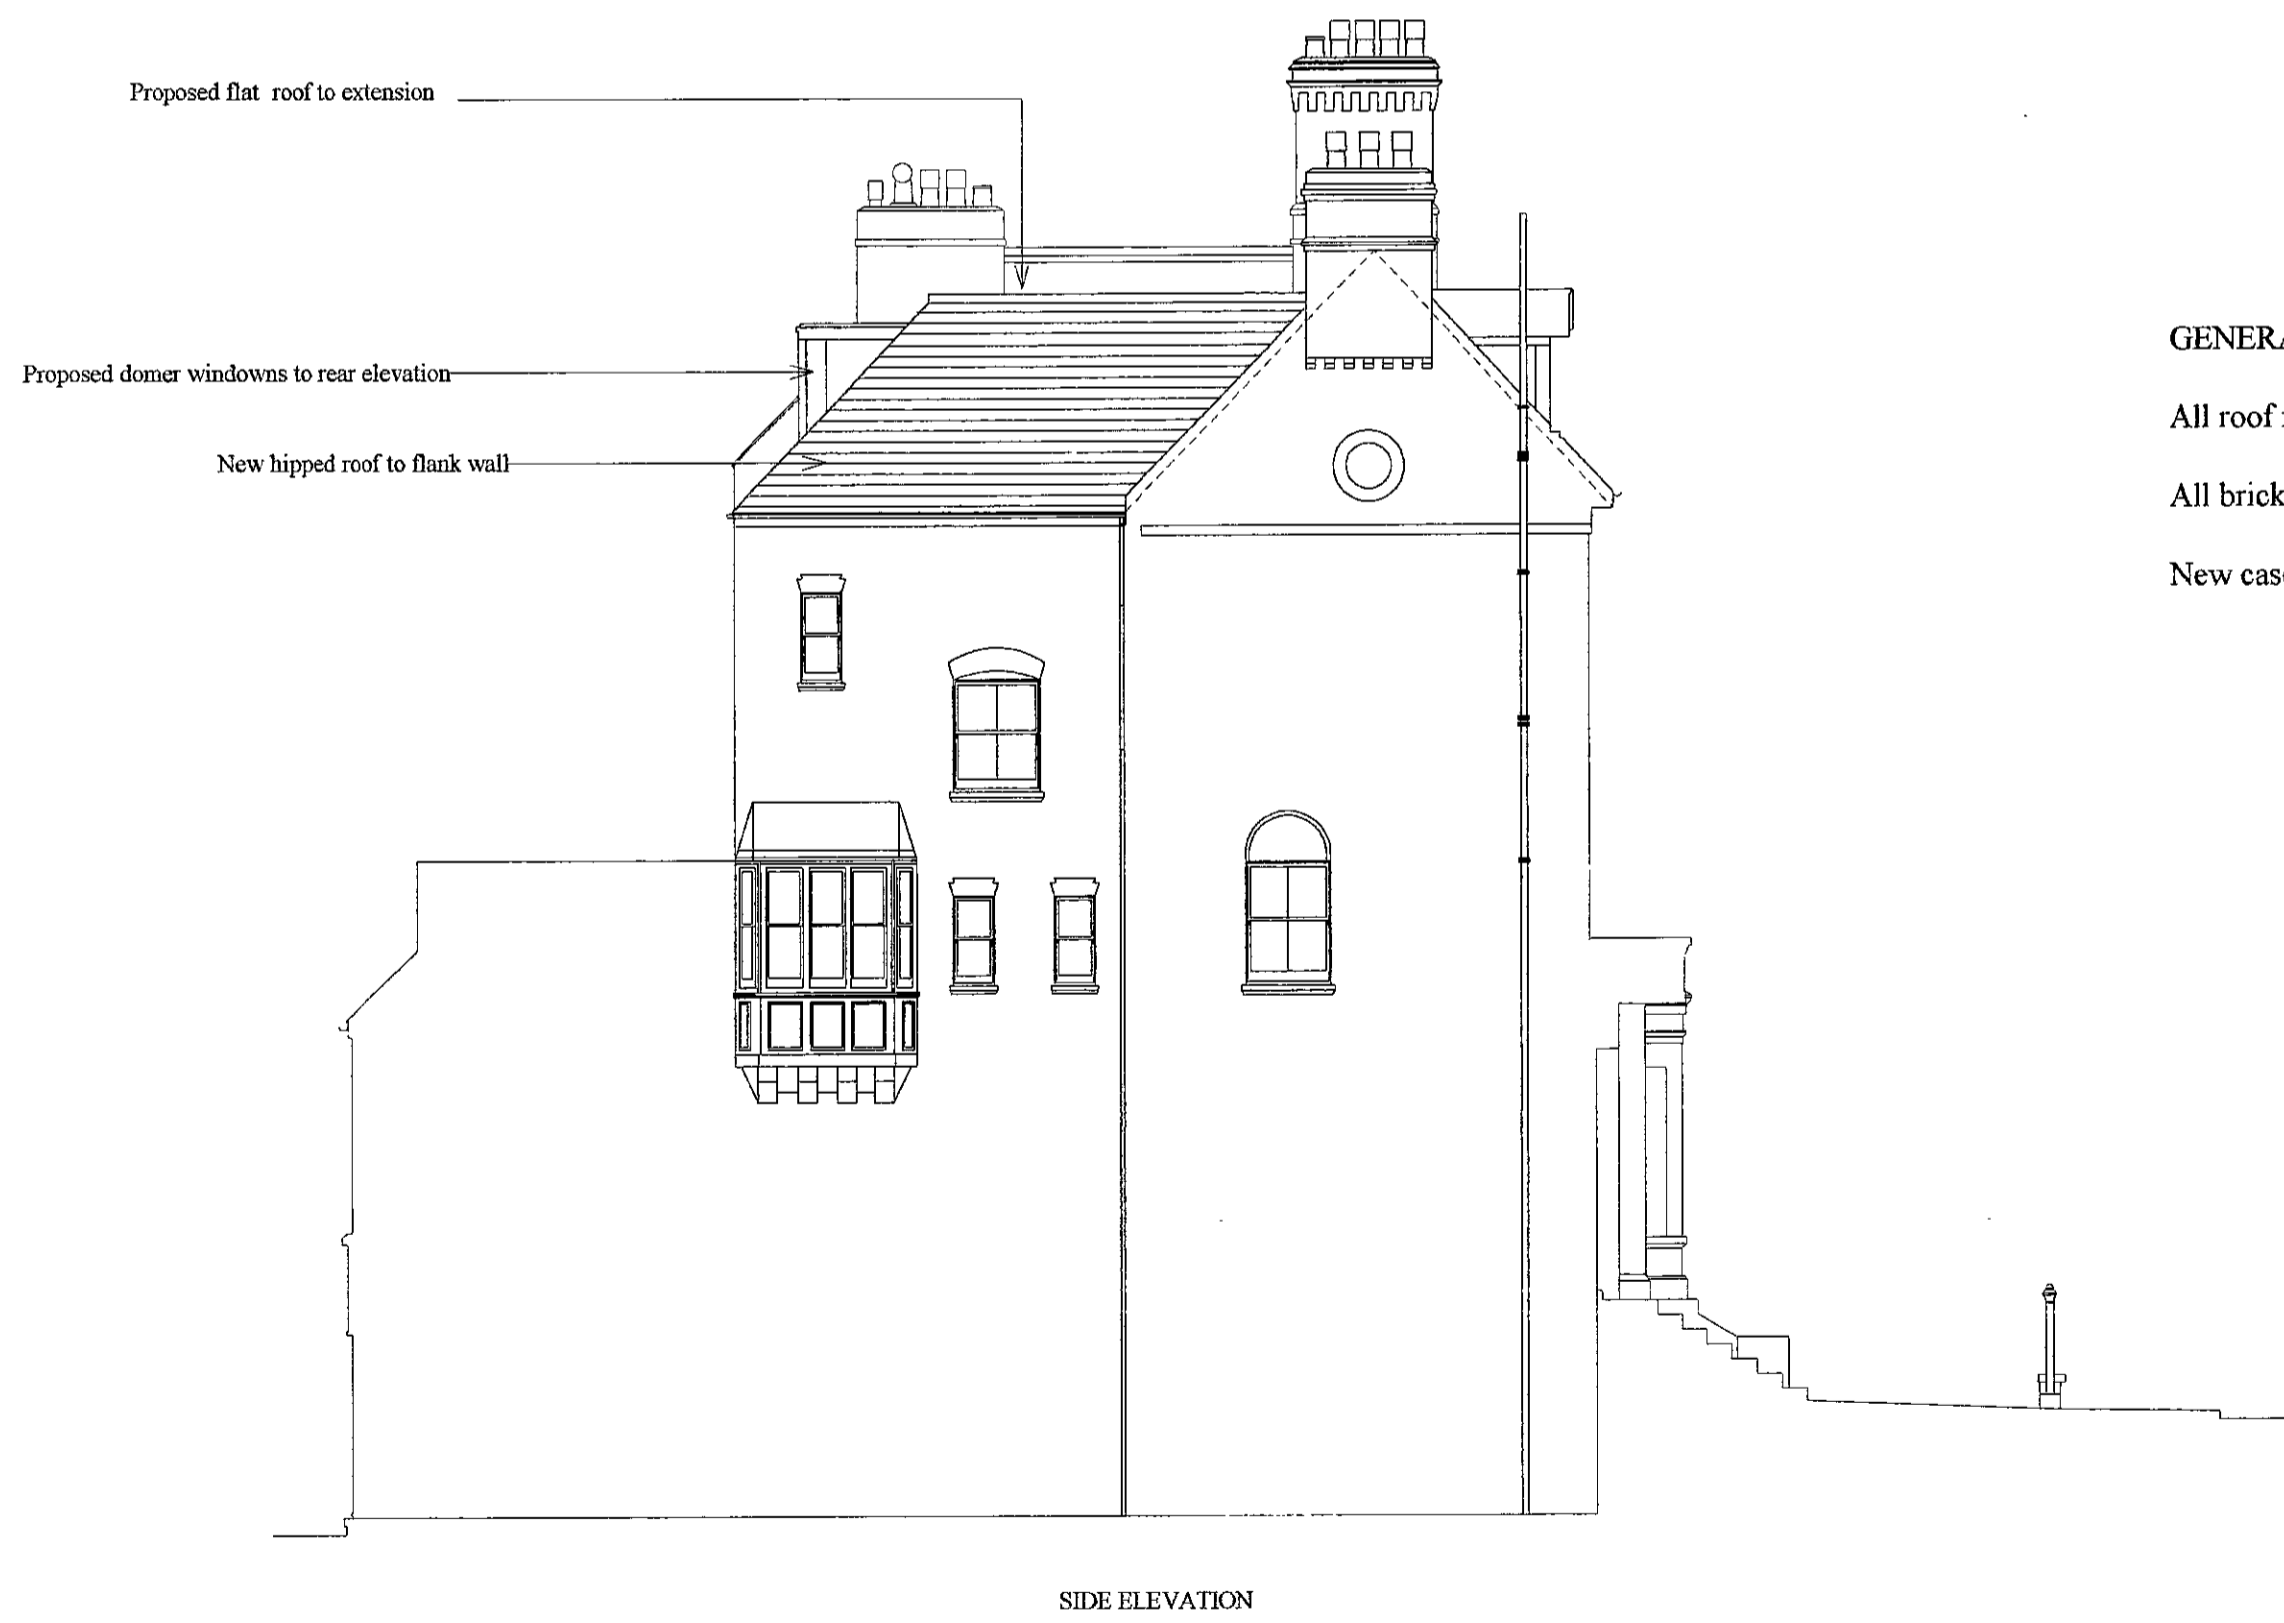 Proposed flat roof to extension
Proposed domer windowns to rear elevation
New hipped roof to flank wall
GENERA
All roof
All brick
New cas
SIDE ELEVATION